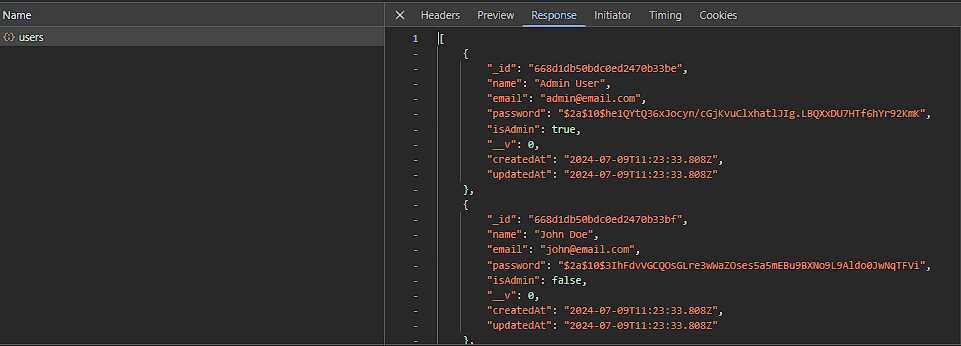 Name
Headers Preview Response Initiator Timing Cookies
users
1 [
- {
- "_id": "668d1db50bdc0ed2470b33be",
- "name": "Admin User",
- "email": "admin@email.com",
- "password": "$2a$10$he1QYtQ36xJocyn/cGjKvuClxhatlJIg.LBQXxDU7HTf6hYr92KmK",
- "isAdmin": true,
- "__v": 0,
- "createdAt": "2024-07-09T11:23:33.808Z",
- "updatedAt": "2024-07-09T11:23:33.808Z"
- },
- {
- "_id": "668d1db50bdc0ed2470b33bf",
- "name": "John Doe",
- "email": "john@email.com",
- "password": "$2a$10$3IhFdvVGCQOsGLre3wWaZOses5a5mEBu9BXNo9L9Aldo0JwNqTFVi",
- "isAdmin": false,
- "__v": 0,
- "createdAt": "2024-07-09T11:23:33.808Z",
- "updatedAt": "2024-07-09T11:23:33.808Z"
- },